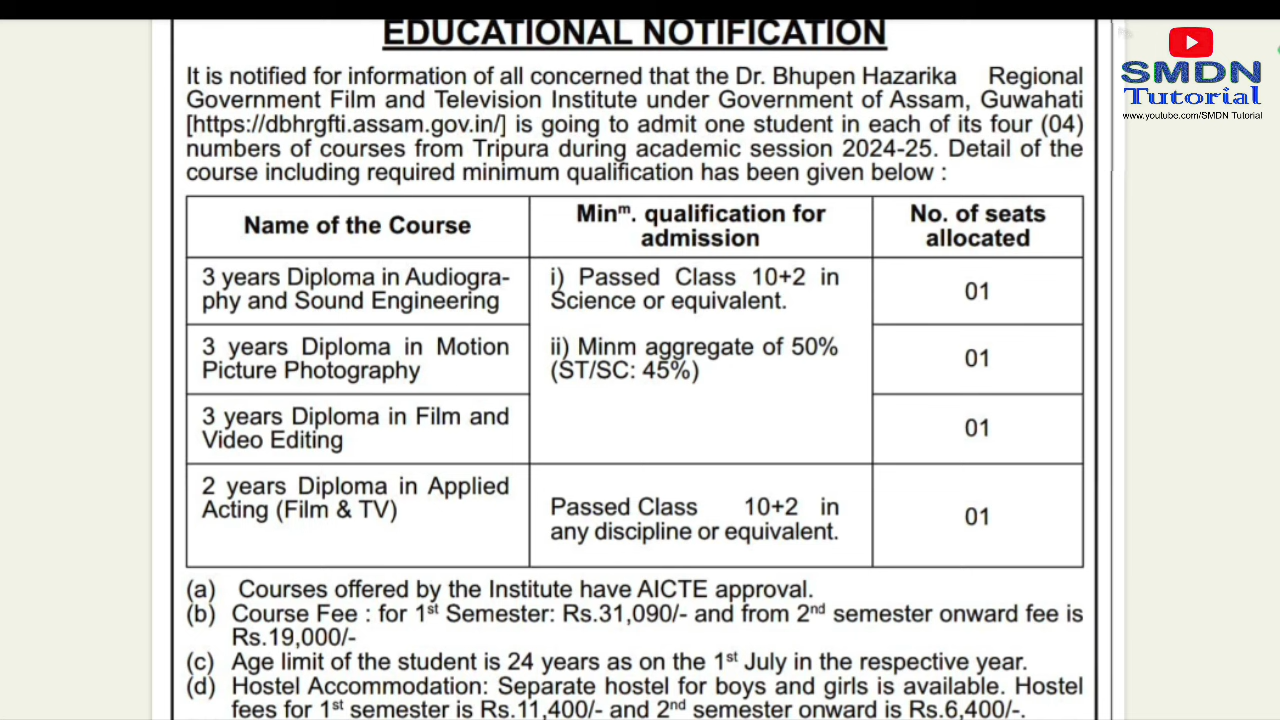 EDUCATIONAL NOTIFICATION
It is notified for information of all concerned that the Dr. Bhupen Hazarika Regional
Government Film and Television Institute under Government of Assam, Guwahati
[https://dbhrgfti.assam.gov.in/] is going to admit one student in each of its four (04)
numbers of courses from Tripura during academic session 2024-25. Detail of the
course including required minimum qualification has been given below :
Name of the Course
Minᵐ. qualification for
admission
No. of seats
allocated
3 years Diploma in Audiogra-
phy and Sound Engineering
i) Passed Class 10+2 in
Science or equivalent.
01
3 years Diploma in Motion
Picture Photography
ii) Minm aggregate of 50%
(ST/SC: 45%)
01
3 years Diploma in Film and
Video Editing
01
2 years Diploma in Applied
Acting (Film & TV)
Passed Class 10+2 in
any discipline or equivalent.
01
(a) Courses offered by the Institute have AICTE approval.
(b) Course Fee : for 1st Semester: Rs.31,090/- and from 2nd semester onward fee is
Rs.19,000/-
(c) Age limit of the student is 24 years as on the 1st July in the respective year.
(d) Hostel Accommodation: Separate hostel for boys and girls is available. Hostel
fees for 1st semester is Rs.11,400/- and 2nd semester onward is Rs.6,400/-.
SMDN
Tutorial
www.youtube.com/SMDN Tutorial